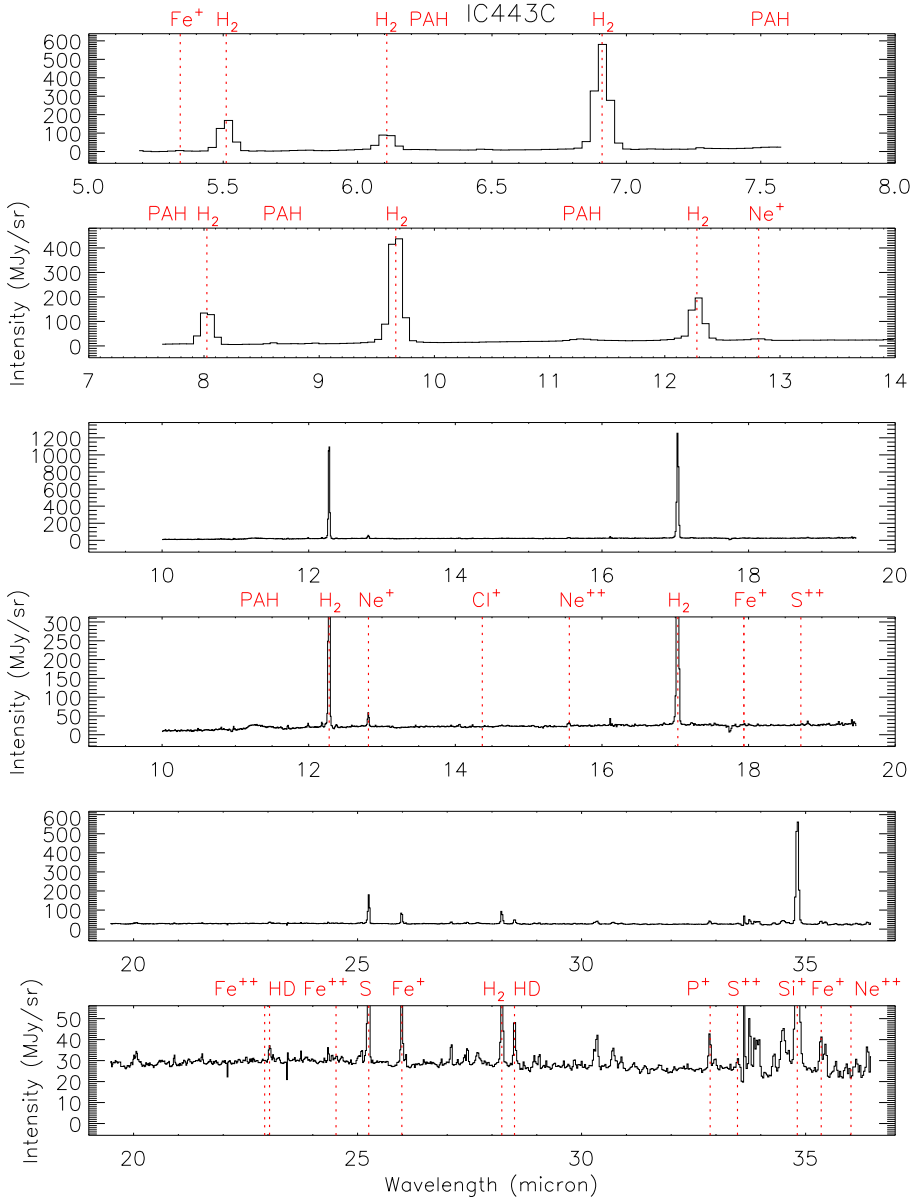 IC443C
Fe⁺ H₂ H₂ PAH H₂ PAH
600
500
400
300
200
100
0
5.0 5.5 6.0 6.5 7.0 7.5 8.0
PAH H₂ PAH H₂ PAH H₂ Ne⁺
Intensity (MJy/sr)
400
300
200
100
0
7 8 9 10 11 12 13 14
1200
1000
800
600
400
200
0
10 12 14 16 18 20
PAH H₂ Ne⁺ Cl⁺ Ne⁺⁺ H₂ Fe⁺ S⁺⁺
Intensity (MJy/sr)
300
250
200
150
100
50
0
10 12 14 16 18 20
600
500
400
300
200
100
0
20 25 30 35
Fe⁺⁺ HD Fe⁺⁺ S Fe⁺ H₂ HD P⁺ S⁺⁺ Si⁺ Fe⁺ Ne⁺⁺
Intensity (MJy/sr)
50
40
30
20
10
0
20 25 30 35
Wavelength (micron)